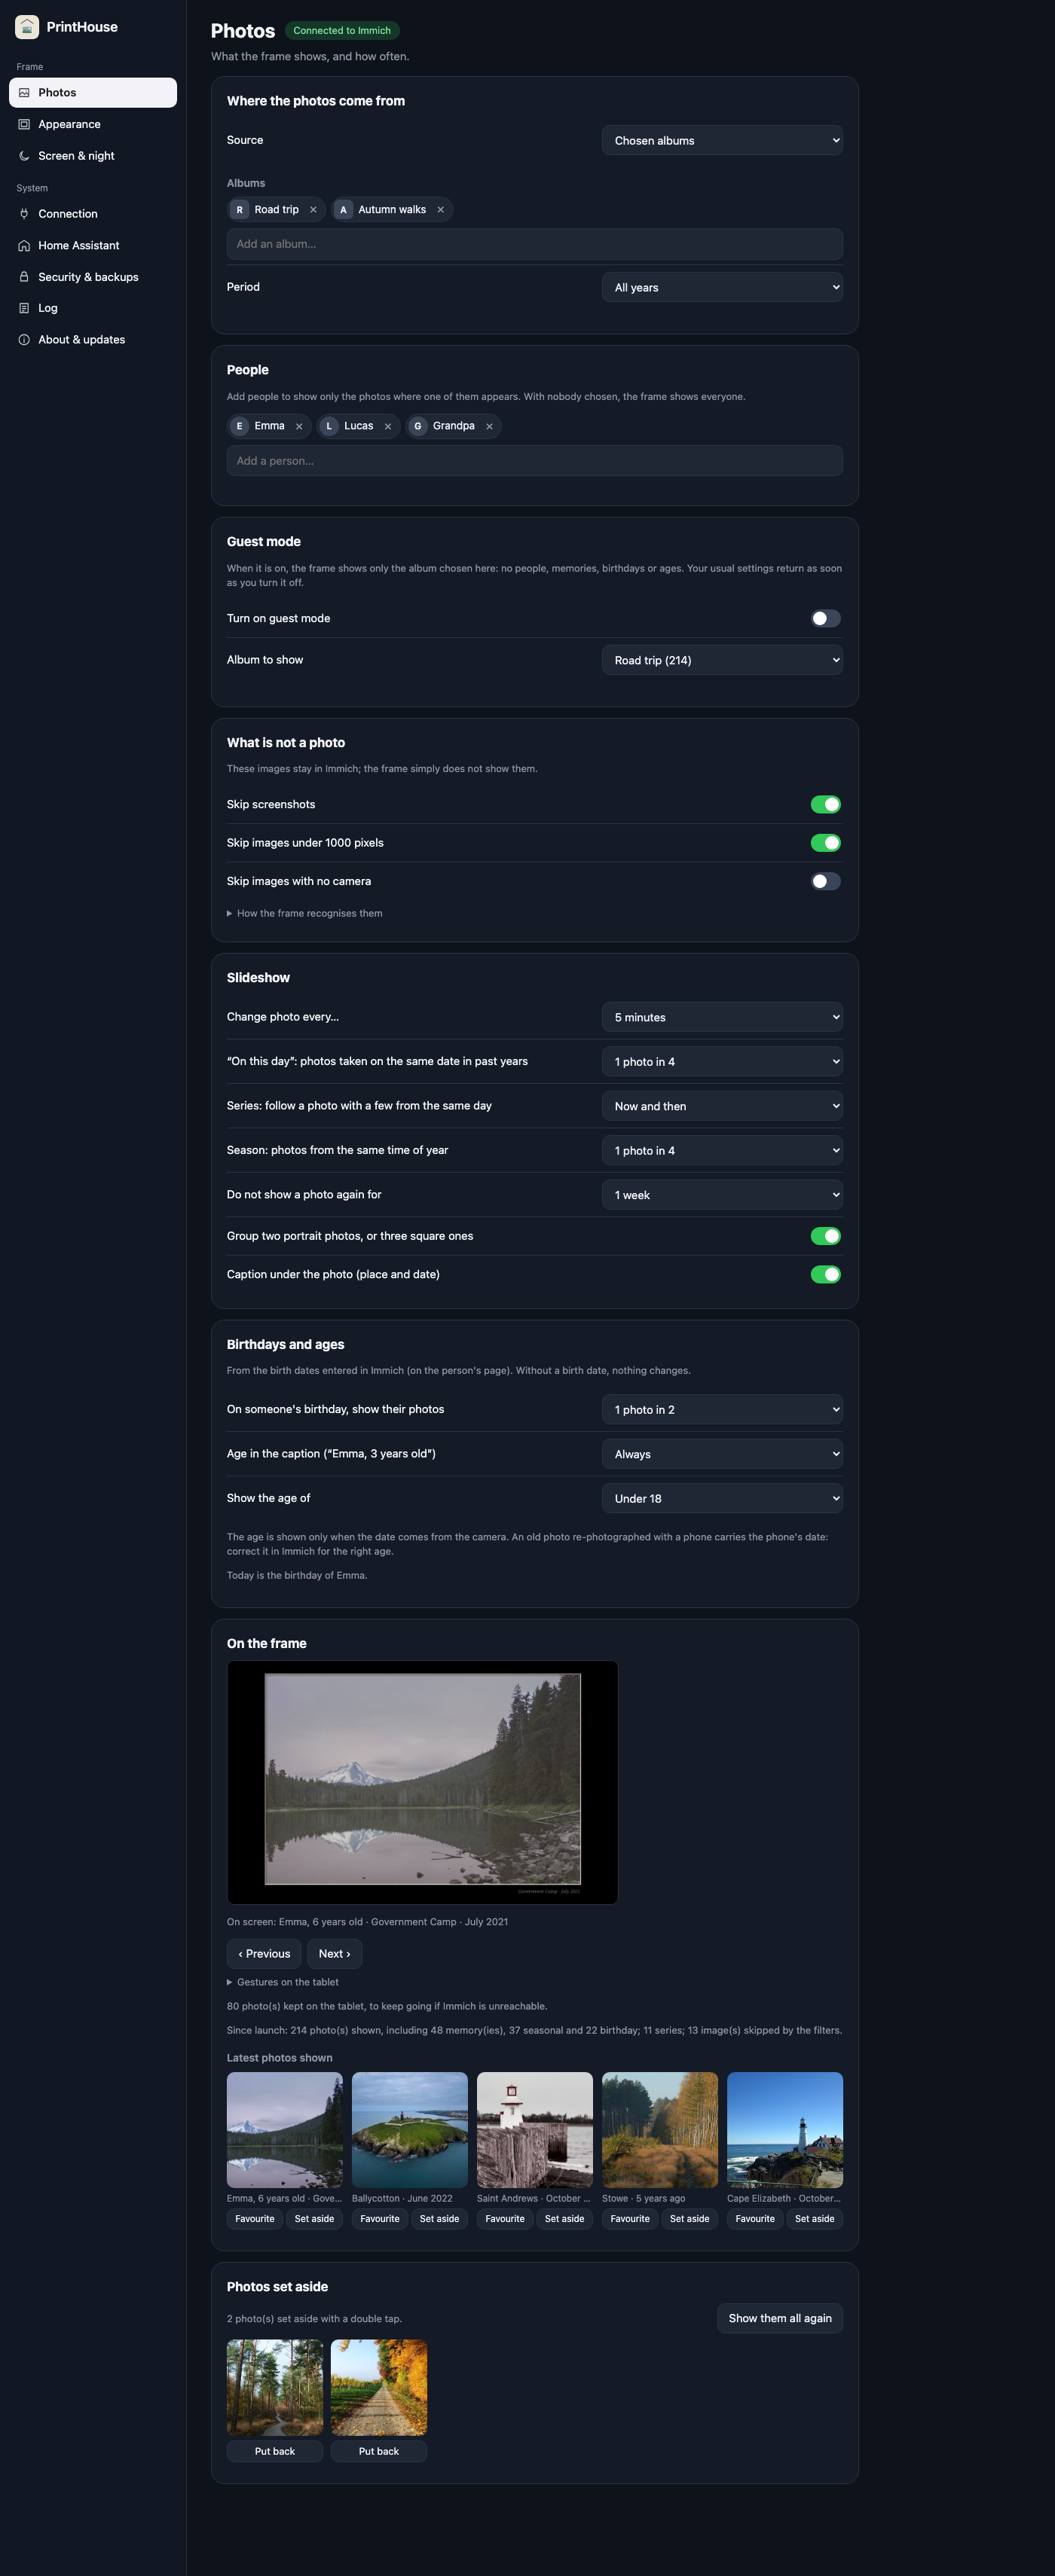 PrintHouse
Frame
Photos
Appearance
Screen & night
System
Connection
Home Assistant
Security & backups
Log
About & updates
Photos
Connected to Immich
What the frame shows, and how often.
Where the photos come from
Source
Chosen albums
Albums
R Road trip ×
A Autumn walks ×
Add an album...
Period
All years
People
Add people to show only the photos where one of them appears. With nobody chosen, the frame shows everyone.
E Emma ×
L Lucas ×
G Grandpa ×
Add a person...
Guest mode
When it is on, the frame shows only the album chosen here: no people, memories, birthdays or ages. Your usual settings return as soon
as you turn it off.
Turn on guest mode
Album to show
Road trip (214)
What is not a photo
These images stay in Immich; the frame simply does not show them.
Skip screenshots
Skip images under 1000 pixels
Skip images with no camera
How the frame recognises them
Slideshow
Change photo every...
5 minutes
“On this day”: photos taken on the same date in past years
1 photo in 4
Series: follow a photo with a few from the same day
Now and then
Season: photos from the same time of year
1 photo in 4
Do not show a photo again for
1 week
Group two portrait photos, or three square ones
Caption under the photo (place and date)
Birthdays and ages
From the birth dates entered in Immich (on the person's page). Without a birth date, nothing changes.
On someone's birthday, show their photos
1 photo in 2
Age in the caption (“Emma, 3 years old”)
Always
Show the age of
Under 18
The age is shown only when the date comes from the camera. An old photo re-photographed with a phone carries the phone's date:
correct it in Immich for the right age.
Today is the birthday of Emma.
On the frame
Government Camp · July 2021
On screen: Emma, 6 years old · Government Camp · July 2021
‹ Previous
Next ›
Gestures on the tablet
80 photo(s) kept on the tablet, to keep going if Immich is unreachable.
Since launch: 214 photo(s) shown, including 48 memory(ies), 37 seasonal and 22 birthday; 11 series; 13 image(s) skipped by the filters.
Latest photos shown
Emma, 6 years old · Gove...
Ballycotton · June 2022
Saint Andrews · October ...
Stowe · 5 years ago
Cape Elizabeth · October...
Favourite
Set aside
Favourite
Set aside
Favourite
Set aside
Favourite
Set aside
Favourite
Set aside
Photos set aside
2 photo(s) set aside with a double tap.
Show them all again
Put back
Put back